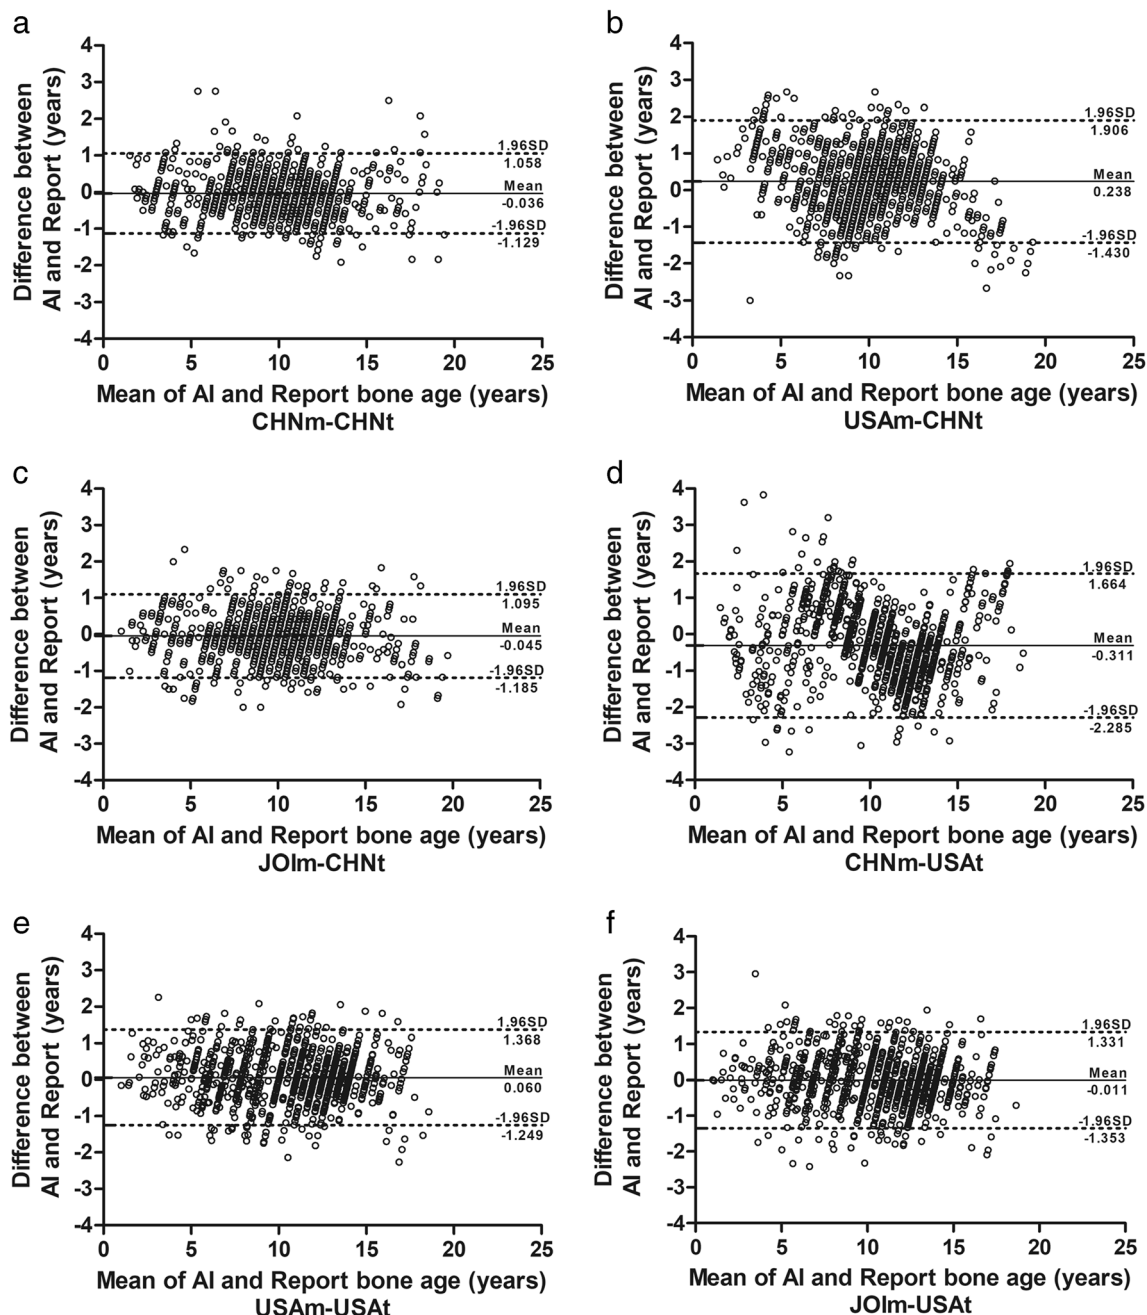 a
4
3
2
1
0
-1
-2
-3
-4
0 5 10 15 20 25
Difference between
AI and Report (years)
1.96SD
1.058
Mean
-0.036
-1.96SD
-1.129
Mean of AI and Report bone age (years)
CHNm-CHNt
b
4
3
2
1
0
-1
-2
-3
-4
0 5 10 15 20 25
Difference between
AI and Report (years)
1.96SD
1.906
Mean
0.238
-1.96SD
-1.430
Mean of AI and Report bone age (years)
USAm-CHNt
c
4
3
2
1
0
-1
-2
-3
-4
0 5 10 15 20 25
Difference between
AI and Report (years)
1.96SD
1.095
Mean
-0.045
-1.96SD
-1.185
Mean of AI and Report bone age (years)
JOIm-CHNt
d
4
3
2
1
0
-1
-2
-3
-4
0 5 10 15 20 25
Difference between
AI and Report (years)
1.96SD
1.664
Mean
-0.311
-1.96SD
-2.285
Mean of AI and Report bone age (years)
CHNm-USAt
e
4
3
2
1
0
-1
-2
-3
-4
0 5 10 15 20 25
Difference between
AI and Report (years)
1.96SD
1.368
Mean
0.060
-1.96SD
-1.249
Mean of AI and Report bone age (years)
USAm-USAt
f
4
3
2
1
0
-1
-2
-3
-4
0 5 10 15 20 25
Difference between
AI and Report (years)
1.96SD
1.331
Mean
-0.011
-1.96SD
-1.353
Mean of AI and Report bone age (years)
JOIm-USAt